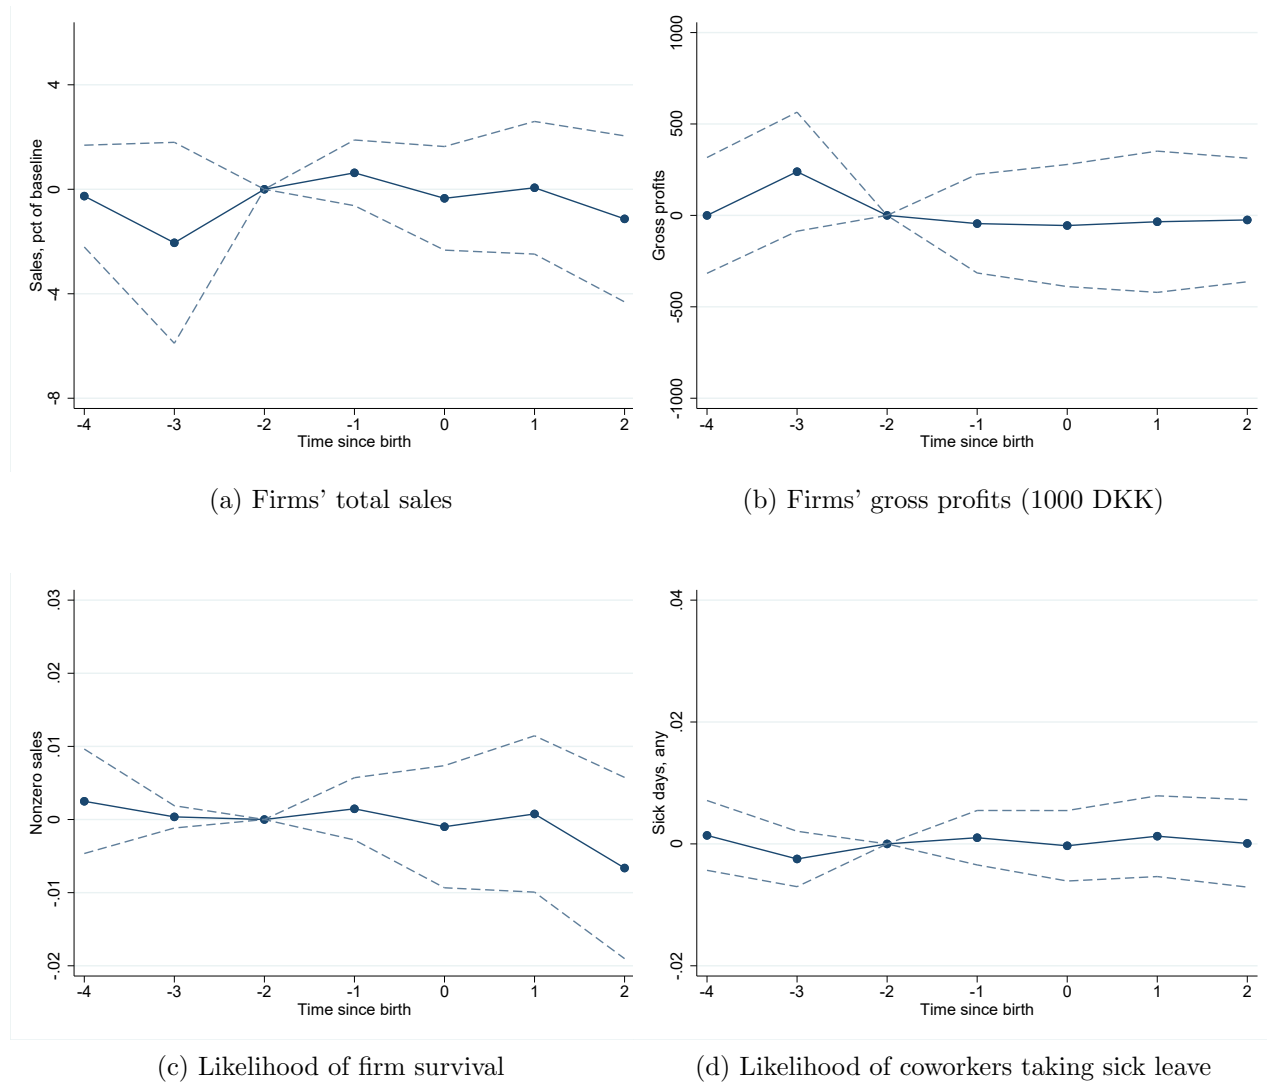 4
0
-4
-8
Sales, pct of baseline
-4 -3 -2 -1 0 1 2
Time since birth
(a) Firms’ total sales
1000
500
0
-500
-1000
Gross profits
-4 -3 -2 -1 0 1 2
Time since birth
(b) Firms’ gross profits (1000 DKK)
.03
.02
.01
0
-.01
-.02
Nonzero sales
-4 -3 -2 -1 0 1 2
Time since birth
(c) Likelihood of firm survival
.04
.02
0
-.02
Sick days, any
-4 -3 -2 -1 0 1 2
Time since birth
(d) Likelihood of coworkers taking sick leave